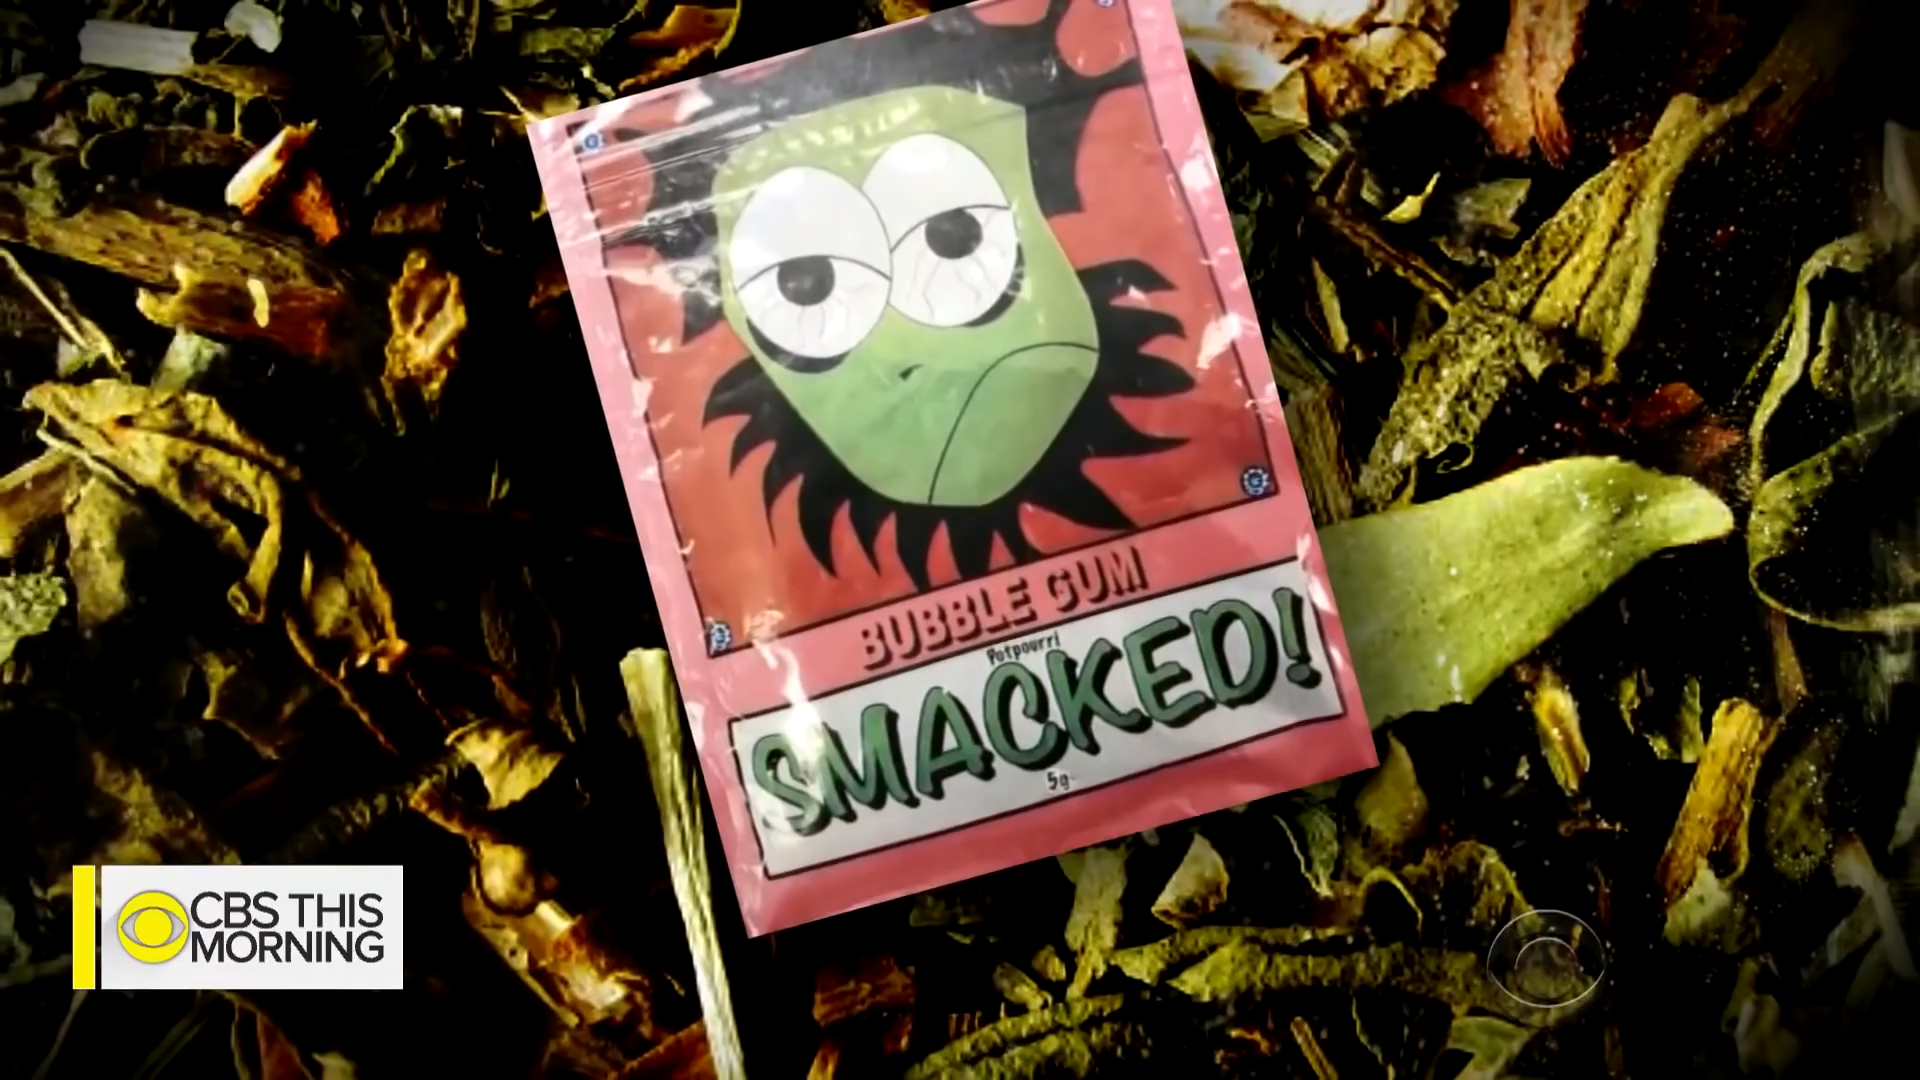 BUBBLE GUM
Potpourri
SMACKED!
5g
CBS THIS
MORNING